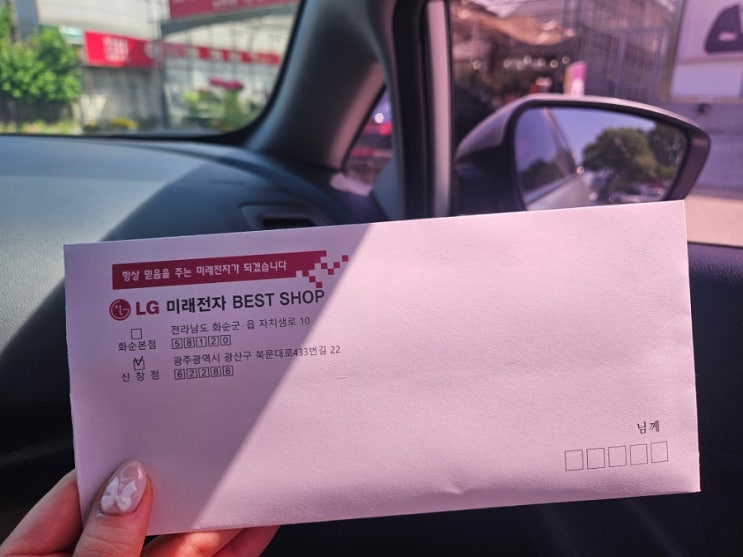 항상 믿음을 주는 미래전자가 되겠습니다
LG 미래전자 BEST SHOP
화순본점 전라남도 화순군·읍 자치샘로 10
58120
신창점 광주광역시 광산구 북문대로433번길 22
62286
님께